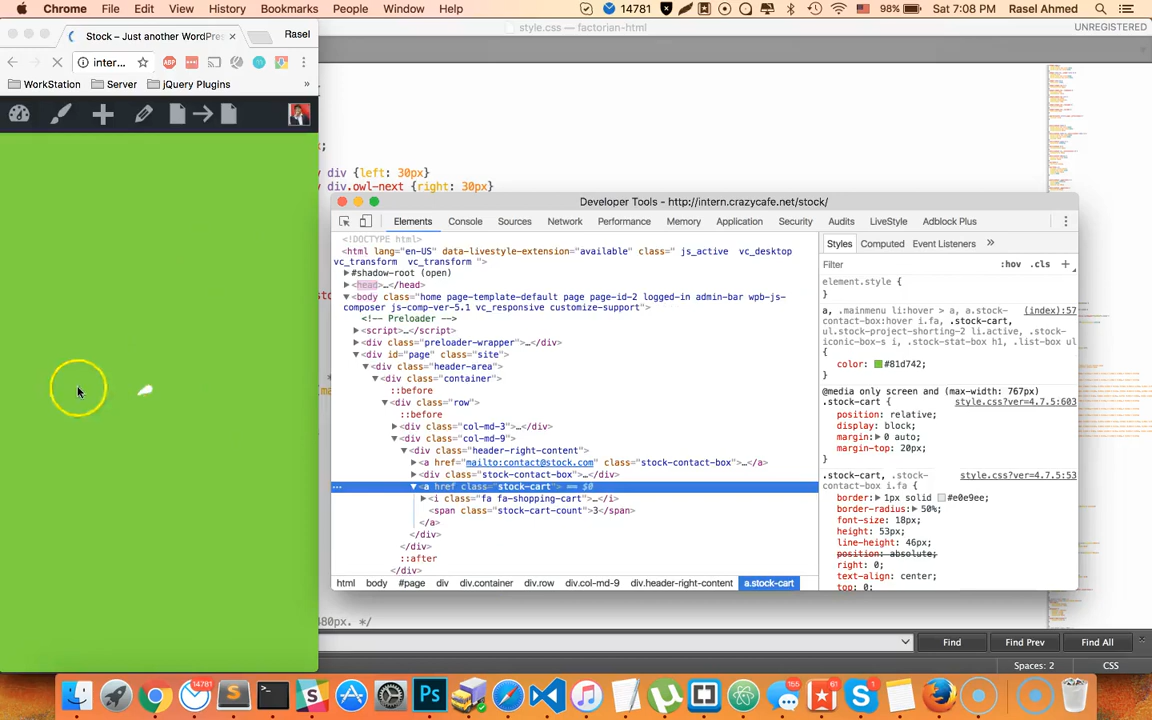 Chrome File Edit View History Bookmarks People Window Help 14781 98% Sat 7:08 PM Rasel Ahmed
style.css — factorian-html UNREGISTERED
Stock – Just another WordPre Rasel
inter... ABP
WorkStation Server jQuery Plugins »
div {left: 30px}
div.owl-next {right: 30px}
Developer Tools - http://intern.crazycafe.net/stock/
Elements Console Sources Network Timeline Performance Memory Application Security Audits LiveStyle Adblock Plus
<!DOCTYPE html>
<html lang="en-US" data-livestyle-extension="available" class=" js_active vc_desktop
vc_transform vc_transform ">
#shadow-root (open)
<head>…</head>
<body class="home page-template-default page page-id-2 logged-in admin-bar wpb-js-
composer js-comp-ver-5.1 vc_responsive customize-support">
<!-- Preloader -->
<script>…</script>
<div class="preloader-wrapper">…</div>
<div id="page" class="site">
<div class="header-area">
<div class="container">
::before
<div class="row">
::before
<div class="col-md-3">…</div>
<div class="col-md-9">
<div class="header-right-content">
<a href="mailto:contact@stock.com" class="stock-contact-box">…</a>
<div class="stock-contact-box">…</div>
<a href class="stock-cart"> == $0
<i class="fa fa-shopping-cart">…</i>
<span class="stock-cart-count">3</span>
</a>
</div>
</div>
::after
</div>
html body #page div div.container div.row div.col-md-9 div.header-right-content a.stock-cart
Styles Computed Event Listeners »
Filter :hov .cls +
element.style {
}
a, .mainmenu li:hover > a, a.stock- (index):57
contact-box:hover i.fa, .stock-cart,
ul.stock-project-shorting-2 li.active, .stock-
iconic-box-s i, .stock-stat-box h1, .list-box ul
{
color: #81d742;
}
@media only screen and (max-width: 767px)
.stock-cart { style.css?ver=4.7.5:603
position: relative;
display: block;
margin: 0 auto;
margin-top: 20px;
}
.stock-cart, .stock- style.css?ver=4.7.5:53
contact-box i.fa {
border: 1px solid #e0e9ee;
border-radius: 50%;
font-size: 18px;
height: 53px;
line-height: 46px;
position: absolute;
right: 0;
text-align: center;
top: 0;
480px. */
Find Find Prev Find All
Spaces: 2 CSS
14781 155 61 1